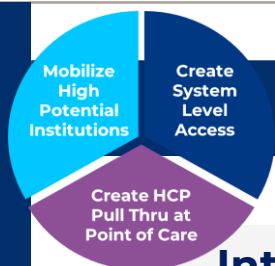 Mobilize
High
Potential
Institutions
Create
System
Level
Access
Create HCP
Pull Thru at
Point of Care